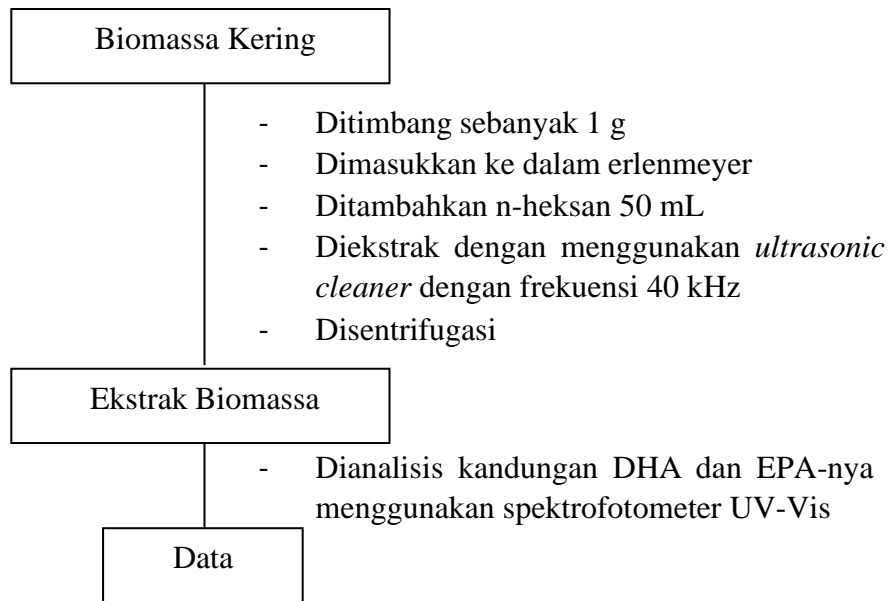 Biomassa Kering
- Ditimbang sebanyak 1 g
- Dimasukkan ke dalam erlenmeyer
- Ditambahkan n-heksan 50 mL
- Diekstrak dengan menggunakan ultrasonic
cleaner dengan frekuensi 40 kHz
- Disentrifugasi
Ekstrak Biomassa
- Dianalisis kandungan DHA dan EPA-nya
menggunakan spektrofotometer UV-Vis
Data